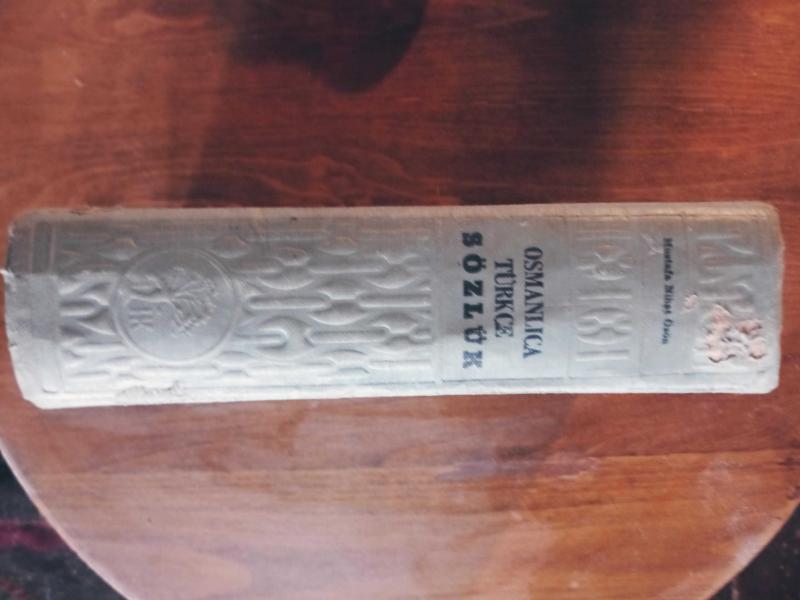 Mustafa Nihat Özön
OSMANLICA
TÜRKÇE
SÖZLÜK